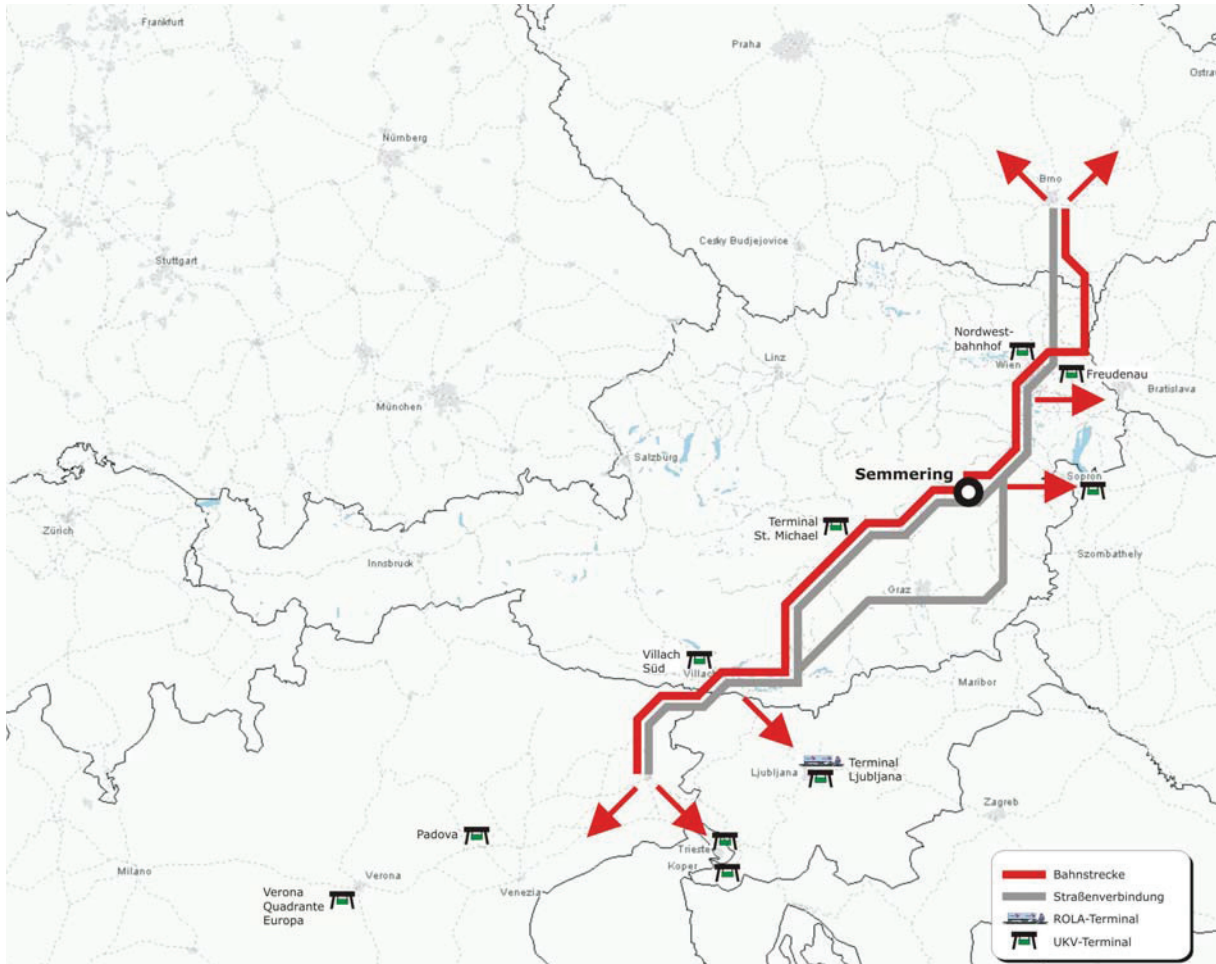 Frankfurt
Praha
Ostrav
Nürnberg
Brno
Cesky Budjejovice
Stuttgart
Nordwest-
bahnhof
Wien
Linz
Freudenau
Bratislava
München
Salzburg
Semmering
Sopron
Zürich
Terminal
St. Michael
Innsbruck
Szombathely
Graz
Villach
Süd
Villach
Maribor
Ljubljana
Terminal
Ljubljana
Zagreb
Padova
Trieste
Koper
Milano
Verona
Venezia
Verona
Quadrante
Europa
Bahnstrecke
Straßenverbindung
ROLA-Terminal
UKV-Terminal